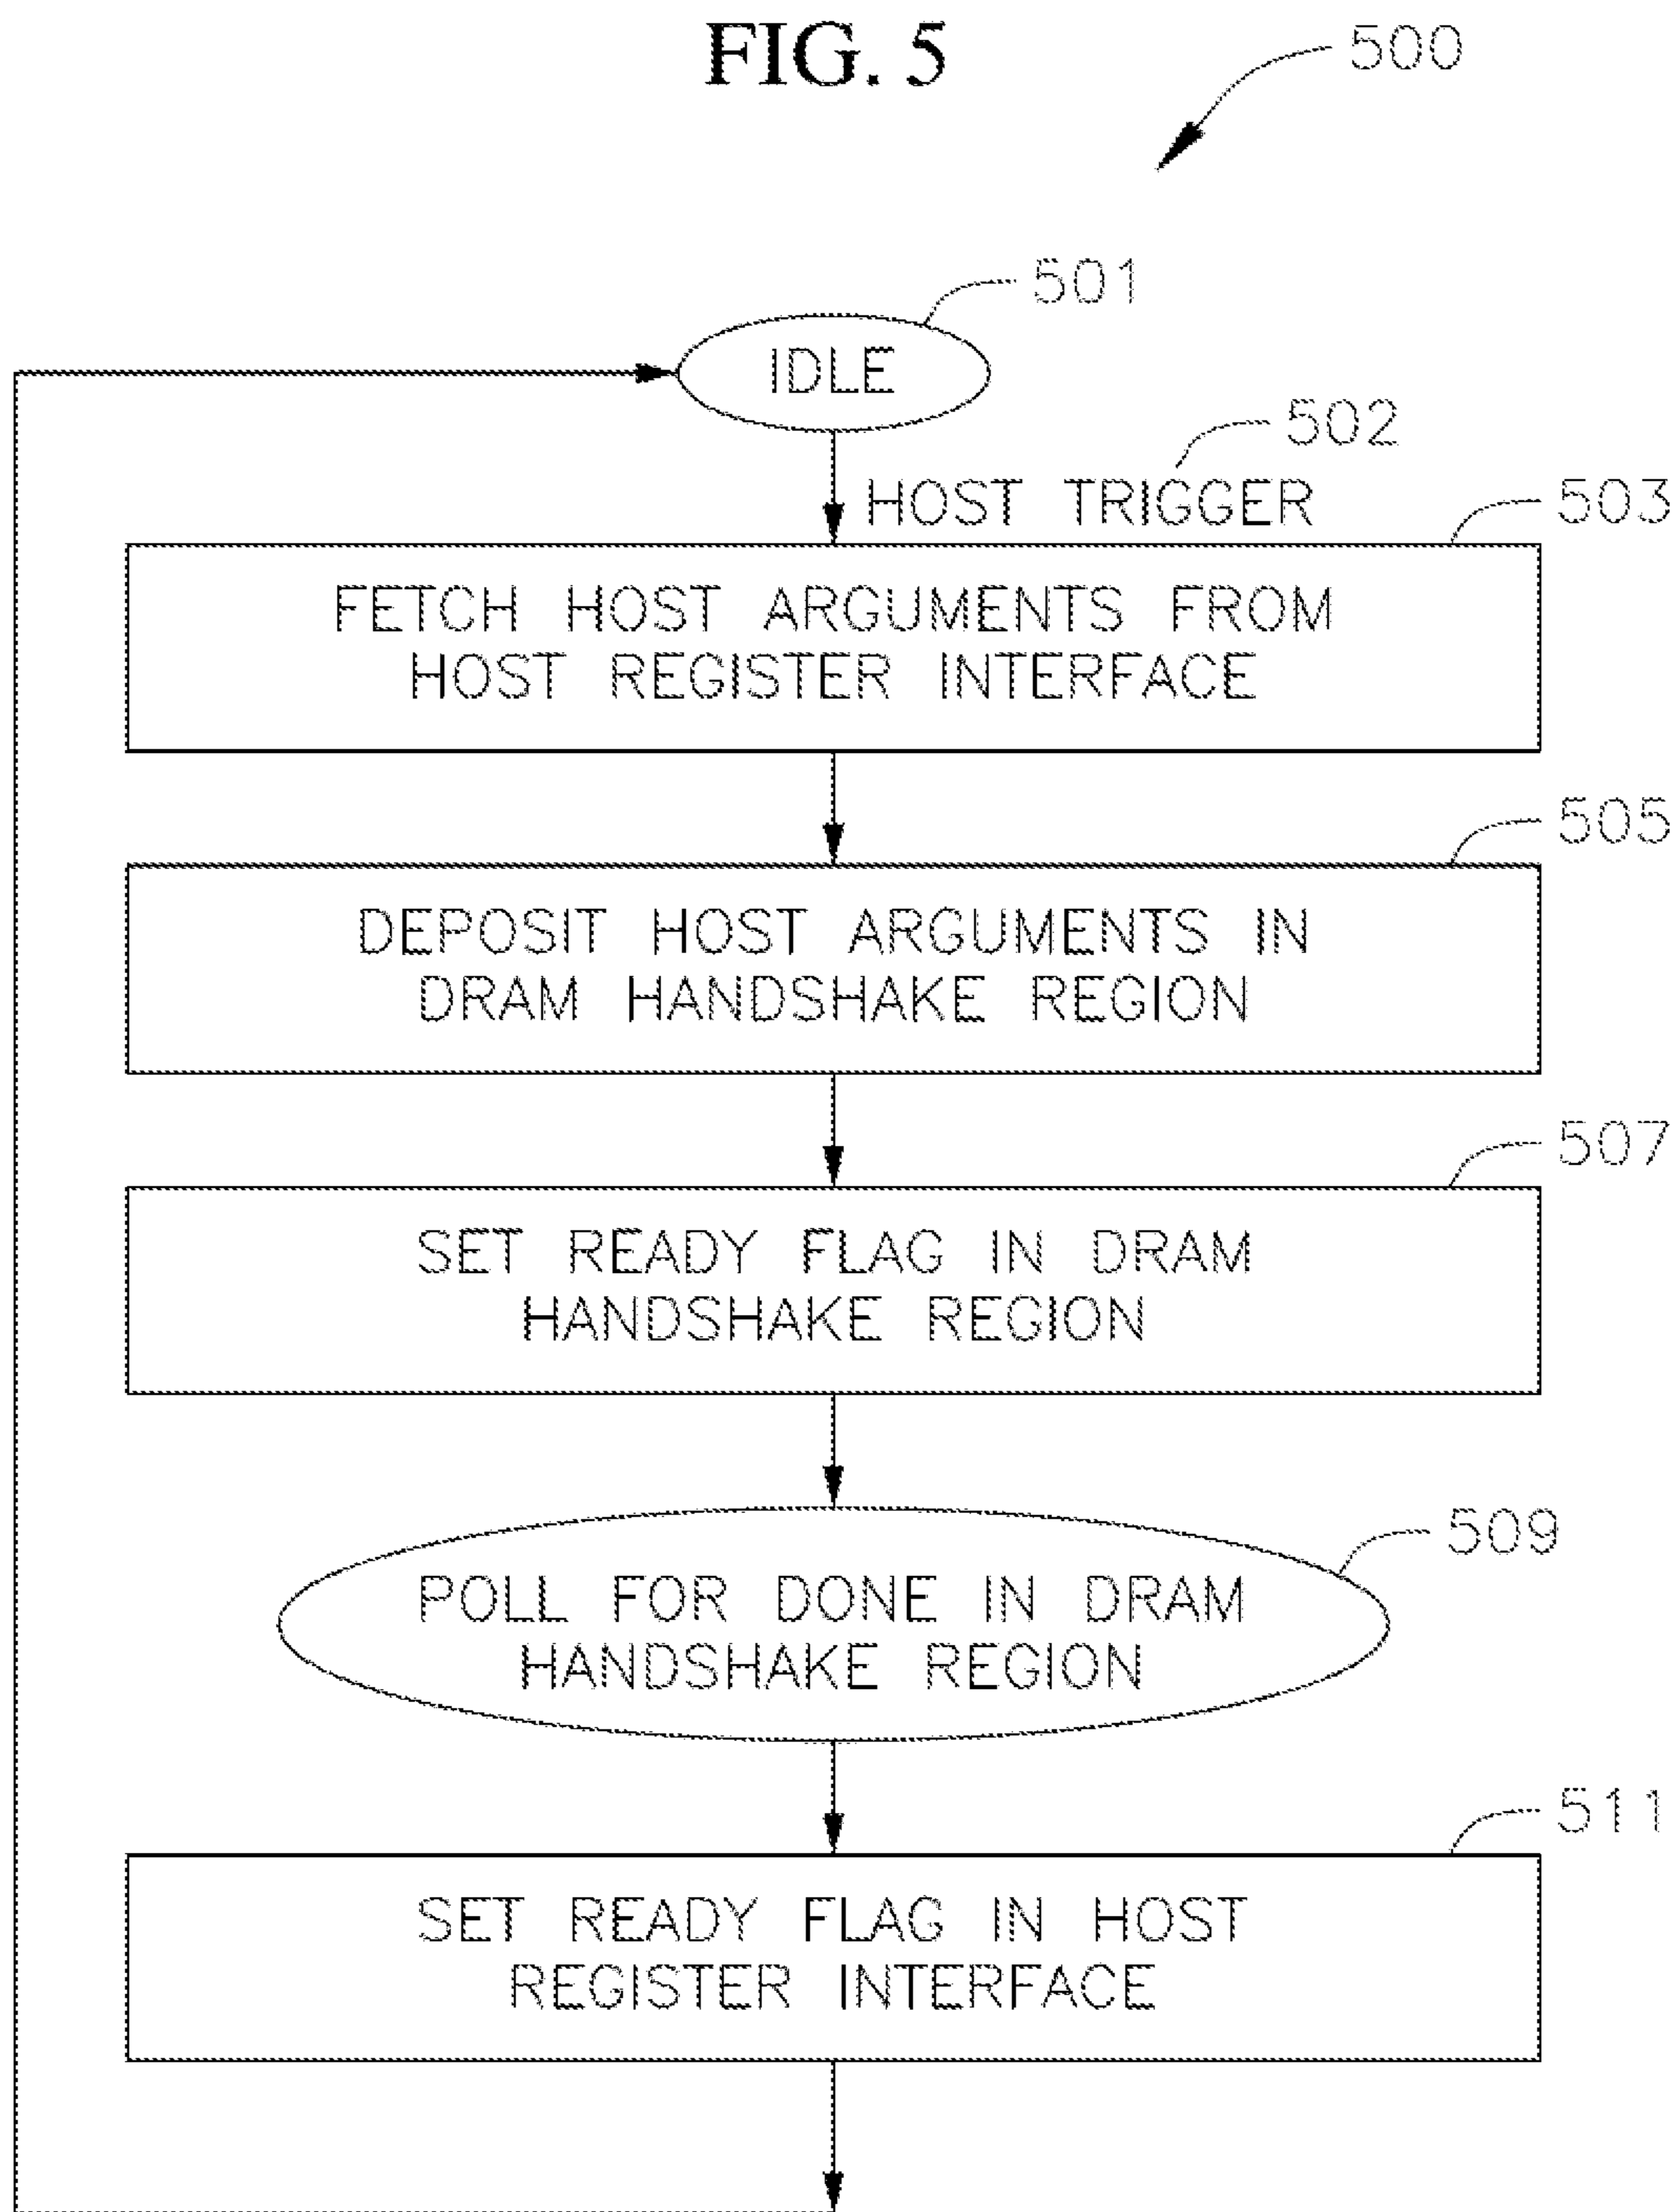 FIG. 5
500
501
IDLE
502
HOST TRIGGER
503
FETCH HOST ARGUMENTS FROM
HOST REGISTER INTERFACE
505
DEPOSIT HOST ARGUMENTS IN
DRAM HANDSHAKE REGION
507
SET READY FLAG IN DRAM
HANDSHAKE REGION
509
POLL FOR DONE IN DRAM
HANDSHAKE REGION
511
SET READY FLAG IN HOST
REGISTER INTERFACE